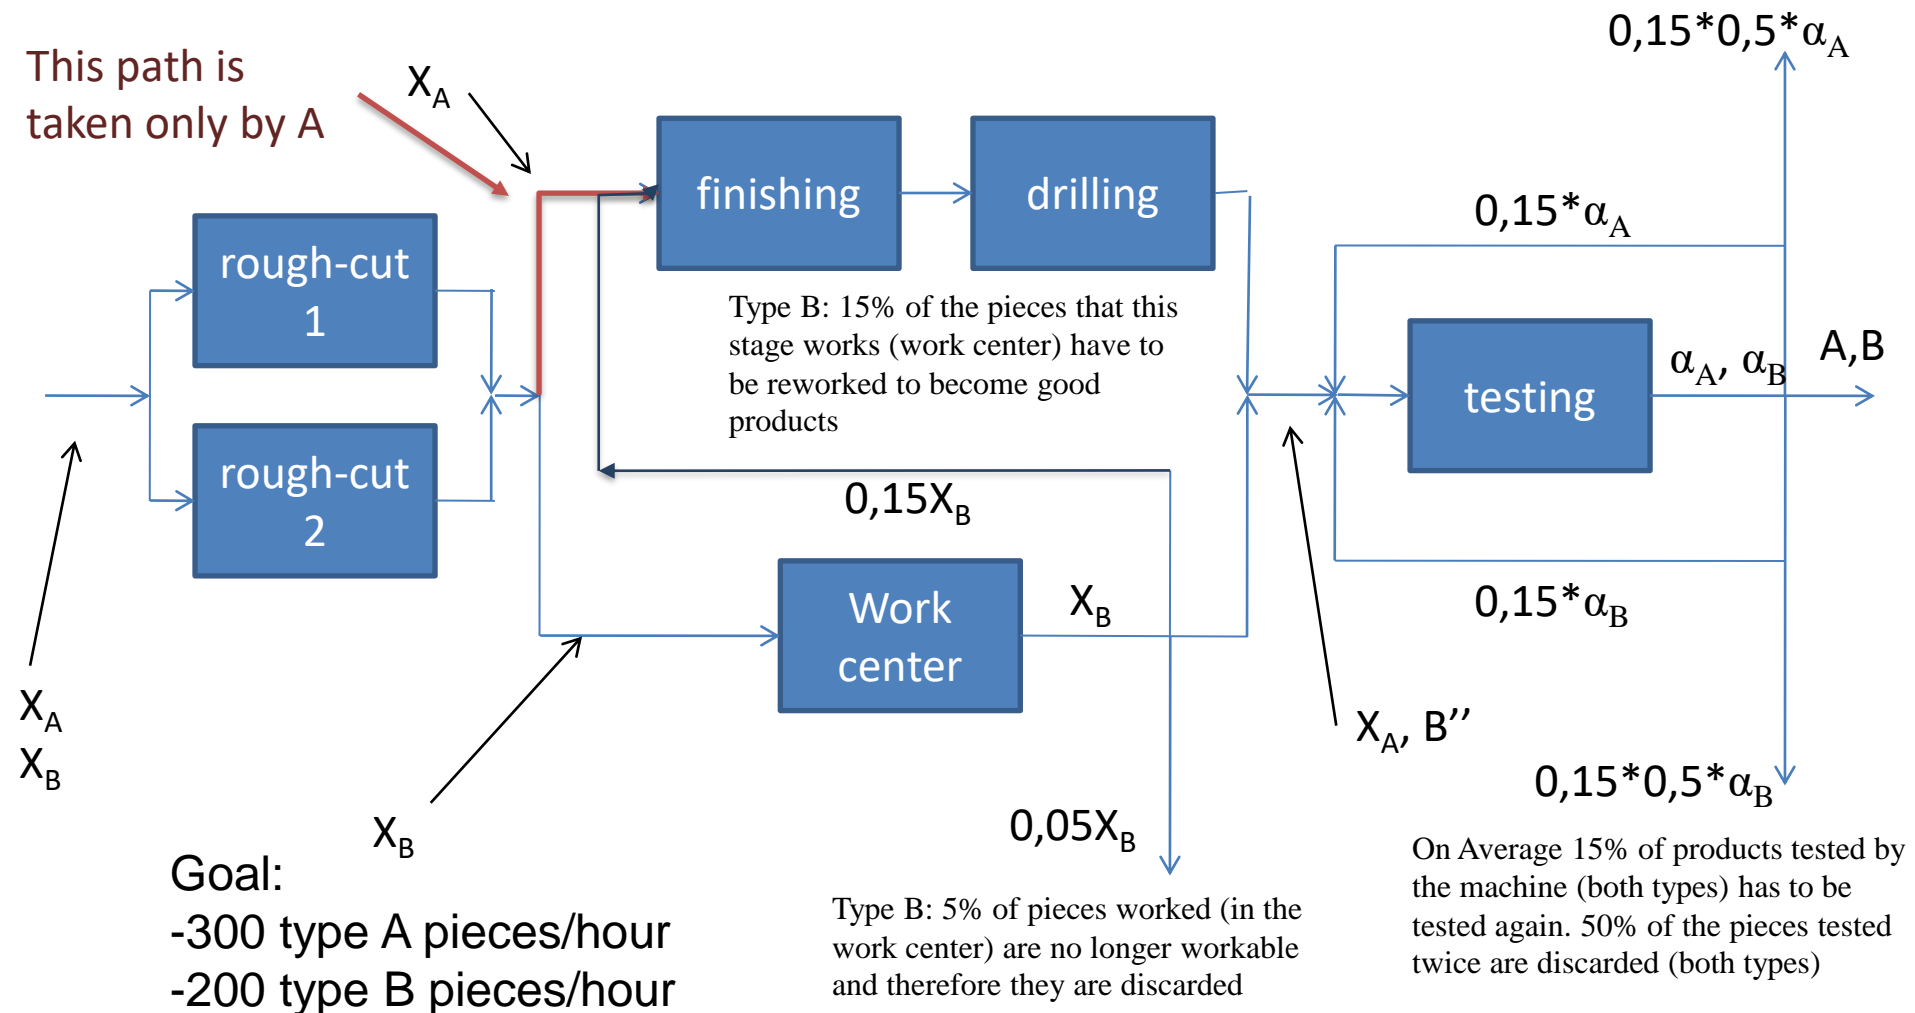 0,15*0,5*αA
This path is
taken only by A
XA
finishing
drilling
0,15*αA
rough-cut
1
Type B: 15% of the pieces that this
stage works (work center) have to
be reworked to become good
products
αA, αB
A,B
testing
rough-cut
2
0,15XB
Work
center
XB
0,15*αB
XA
XB
XA, B’’
0,15*0,5*αB
XB
0,05XB
Goal:
-300 type A pieces/hour
-200 type B pieces/hour
Type B: 5% of pieces worked (in the
work center) are no longer workable
and therefore they are discarded
On Average 15% of products tested by
the machine (both types) has to be
tested again. 50% of the pieces tested
twice are discarded (both types)